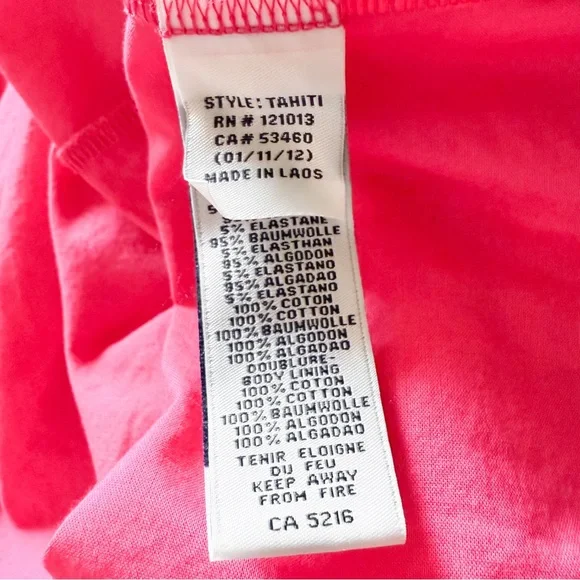 STYLE: TAHITI
RN # 121013
CA# 53460
(01/11/12)
MADE IN LAOS
5% ELASTANE
95% BAUMWOLLE
5% ELASTHAN
95% ALGODON
5% ELASTANO
95% ALGADAO
5% ELASTANO
100% COTON
100% COTTON
100% BAUMWOLLE
100% ALGODON
100% ALGADAO
DOUBLURE-
BODY LINING
100% COTON
100% COTTON
100% BAUMWOLLE
100% ALGODON
100% ALGADAO
TENIR ELOIGNE
DU FEU
KEEP AWAY
FROM FIRE
CA 5216